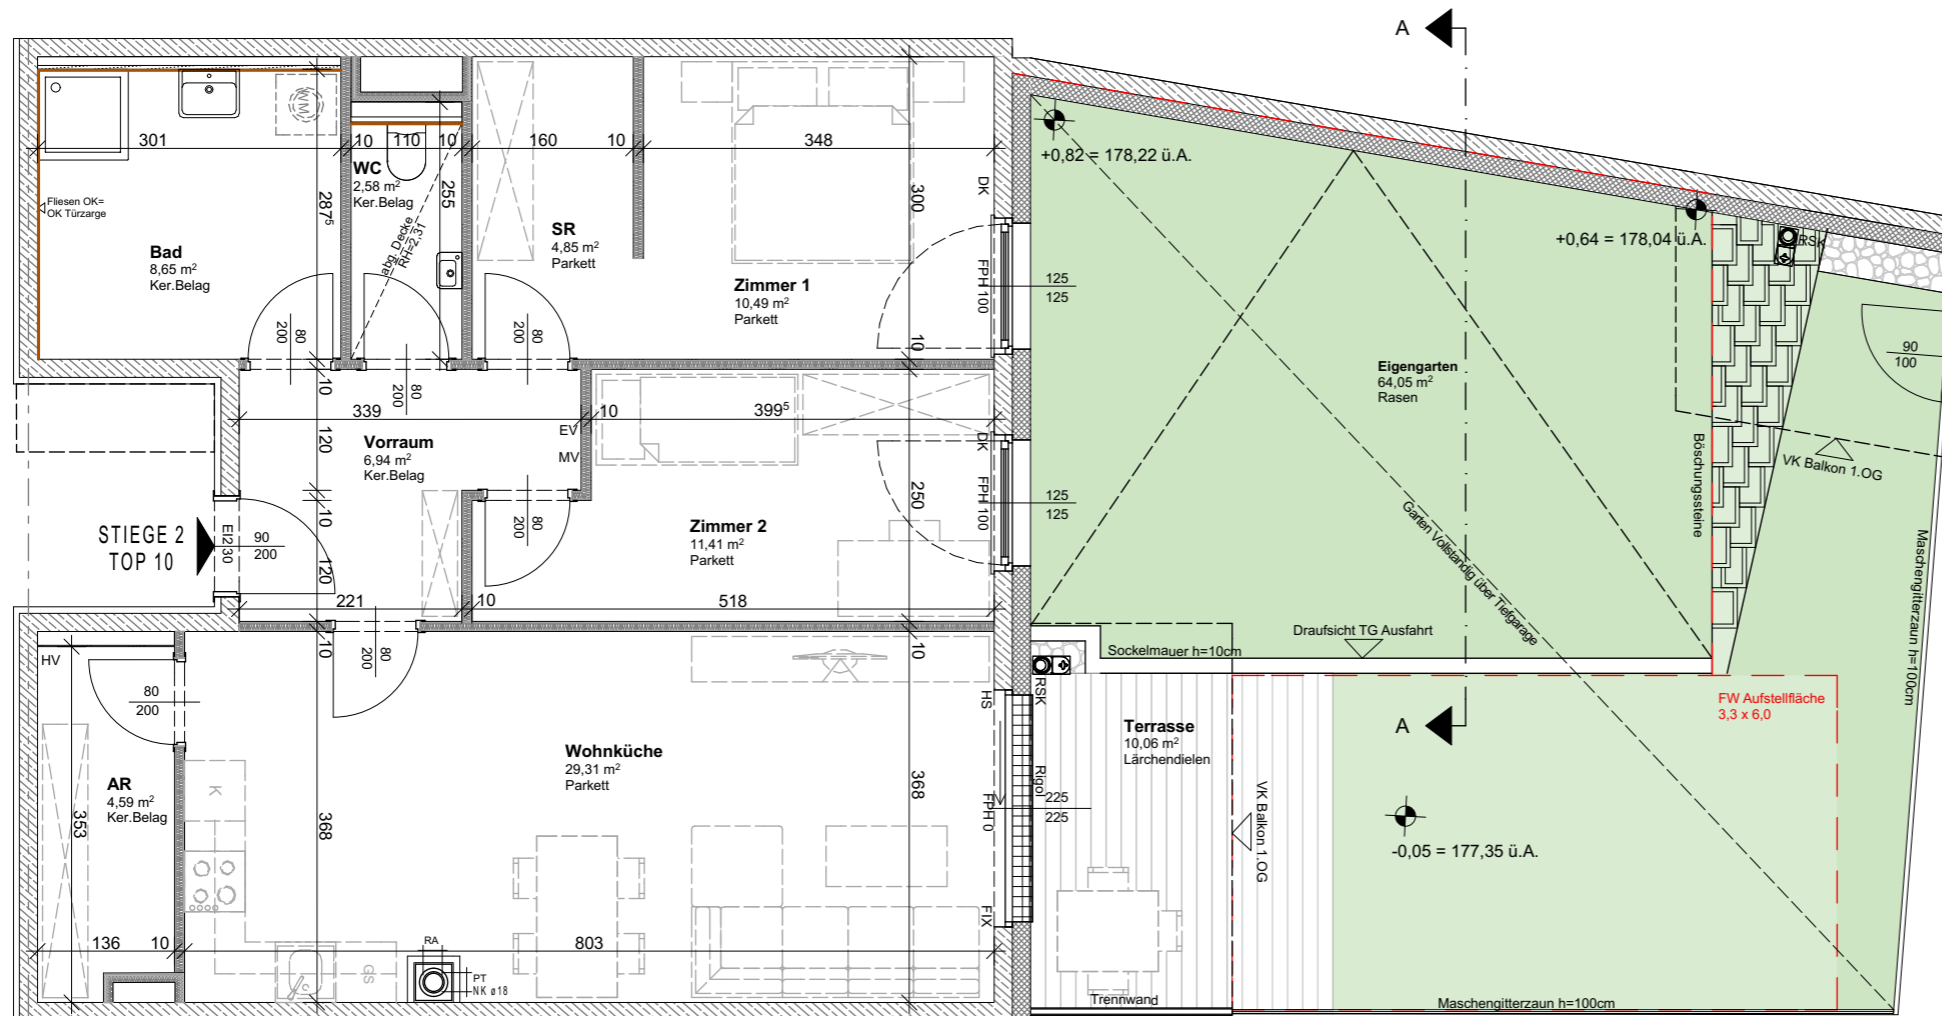 A
301
10
110
10
160
10
348
WM
WC
2,58 m²
Ker.Belag
287⁵
255
300
DK
+0,82 = 178,22 ü.A.
Fliesen OK=
OK Türzarge
abg. Decke
RH=2,31
Bad
8,65 m²
Ker.Belag
SR
4,85 m²
Parkett
Zimmer 1
10,49 m²
Parkett
FPH 100
125
125
+0,64 = 178,04 ü.A.
RSK
80
200
80
200
80
200
10
10
Eigengarten
64,05 m²
Rasen
90
100
339
10
399⁵
EV
MV
DK
Vorraum
6,94 m²
Ker.Belag
120
250
FPH 100
125
125
Böschungssteine
VK Balkon 1.OG
STIEGE 2
TOP 10
EI2 30
90
200
10
120
80
200
Zimmer 2
11,41 m²
Parkett
Garten Vollständig über Tiefgarage
Maschengitterzaun h=100cm
221
10
518
10
80
200
10
Draufsicht TG Ausfahrt
Sockelmauer h=10cm
HV
80
200
HS
RSK
FW Aufstellfläche
3,3 x 6,0
A
Terrasse
10,06 m²
Lärchendielen
Wohnküche
29,31 m²
Parkett
AR
4,59 m²
Ker.Belag
K
353
368
368
FPH 0
Rigol
225
225
VK Balkon 1.OG
-0,05 = 177,35 ü.A.
FIX
136
10
803
RA
PT
NK ø18
GS
Trennwand
Maschengitterzaun h=100cm